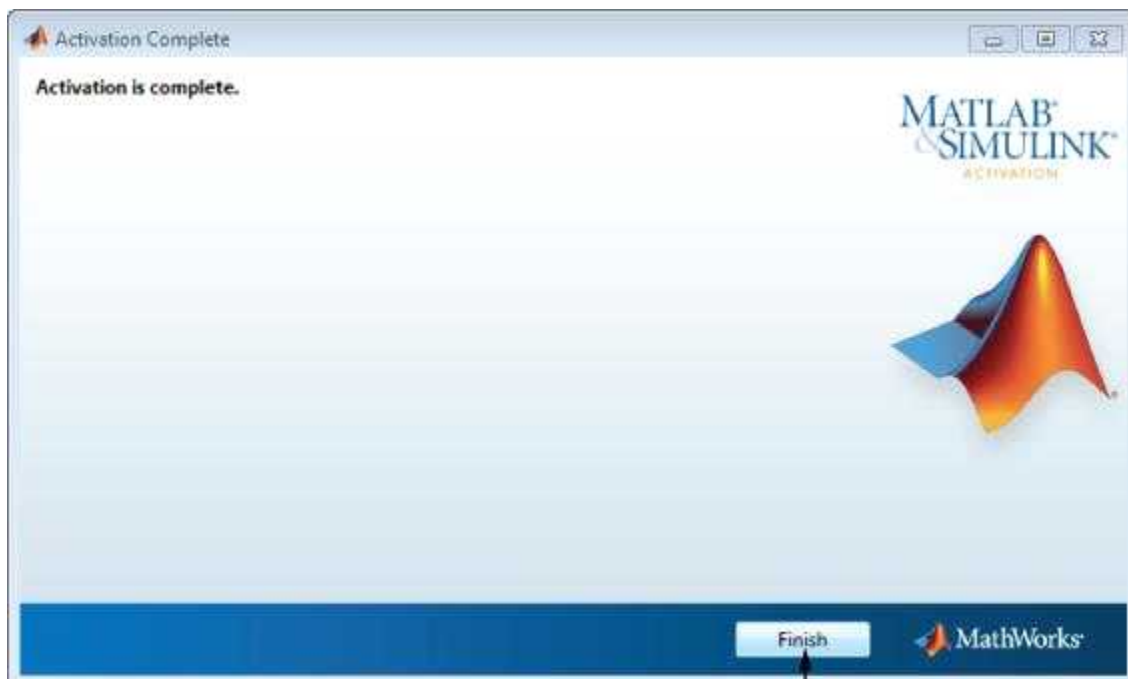 Activation Complete
Activation is complete.
MATLAB®
&SIMULINK®
ACTIVATION
Finish
MathWorks®